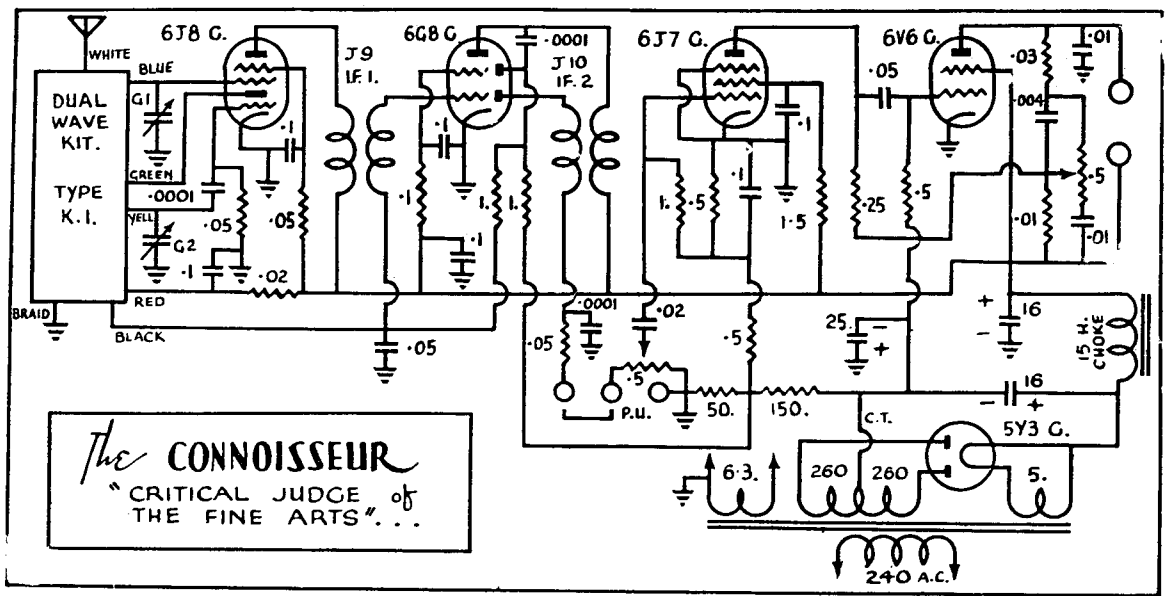 6J8 G.
6G8 G.
6J7 G.
6V6 G.
WHITE
BLUE
J9
I.F. 1.
.0001
J10
I.F. 2
.03
.01
DUAL
WAVE
KIT.
TYPE
K.I.
G1
.1
.1
.1
.05
.004
GREEN
.0001
YELL
G2
.05
.05
.1
1.
1.
1.
.5
.1
1.5
.25
.5
.5
.01
.01
.1
.02
.1
RED
BRAID
BLACK
.05
.0001
.05
.02
.5
25.
-
+
+
-
16
15 H.
CHOKE
.5
P.U.
50.
150.
16
-
+
C.T.
5Y3 G.
6.3.
260
260
5.
240 A.C.
The CONNOISSEUR
"CRITICAL JUDGE of
THE FINE ARTS"...